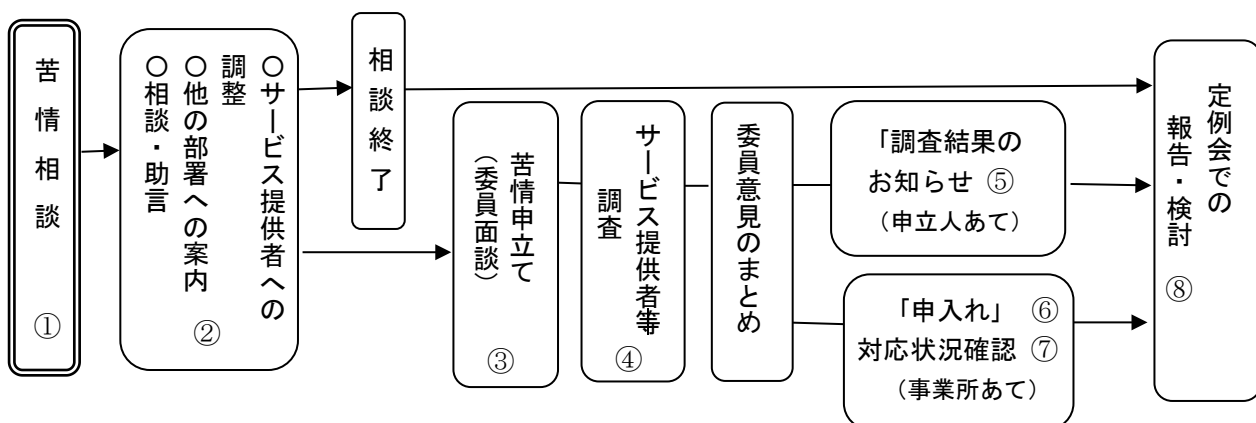 苦情相談
①
○サービス提供者への
調整
○他の部署への案内
○相談・助言
②
相談終了
苦情申立て
（委員面談）
③
サービス提供者等
調査
④
委員意見のまとめ
「調査結果の
お知らせ ⑤
（申立人あて）
「申入れ」 ⑥
対応状況確認 ⑦
（事業所あて）
定例会での
報告・検討
⑧